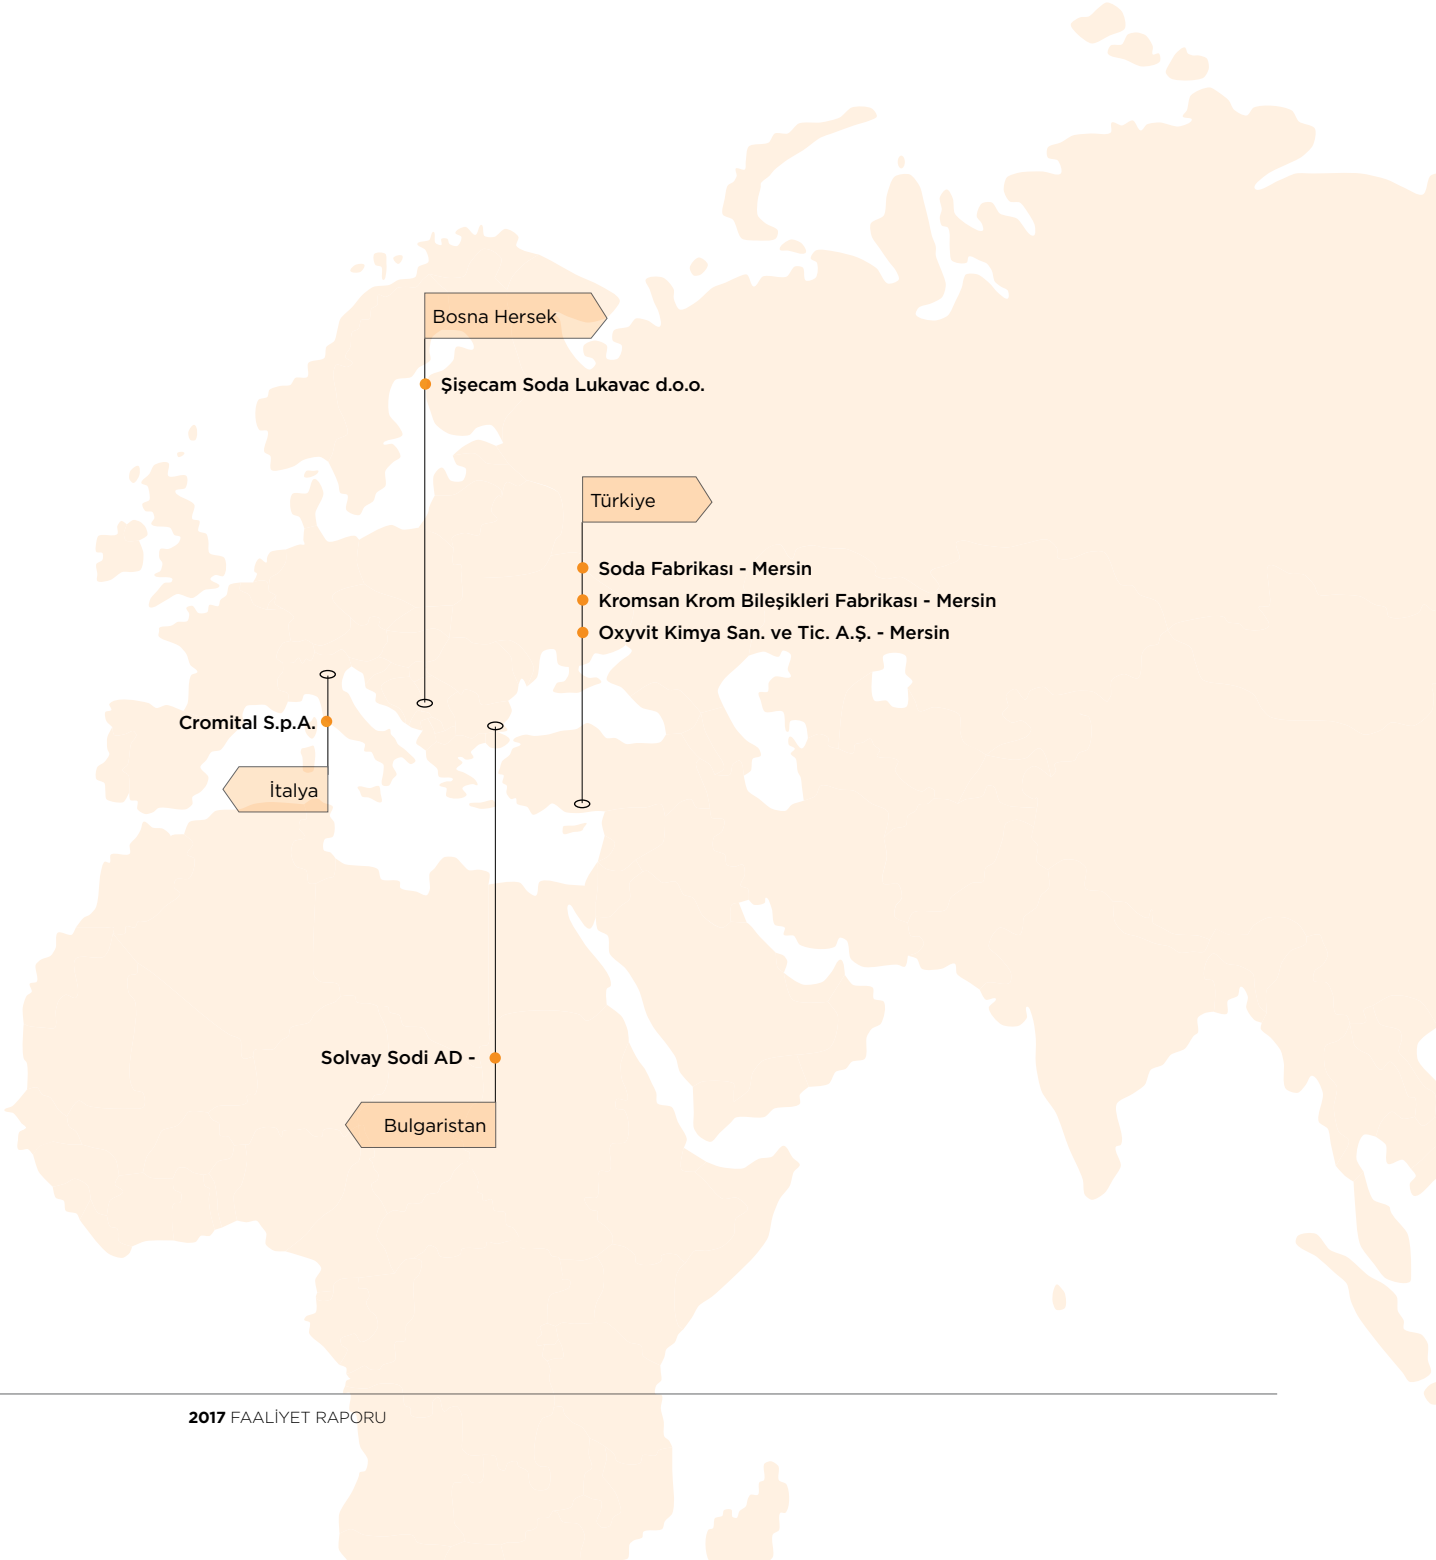 Bosna Hersek
Şişecam Soda Lukavac d.o.o.
Türkiye
Soda Fabrikası - Mersin
Kromsan Krom Bileşikleri Fabrikası - Mersin
Oxyvit Kimya San. ve Tic. A.Ş. - Mersin
Cromital S.p.A.
İtalya
Solvay Sodi AD -
Bulgaristan
2017 FAALİYET RAPORU